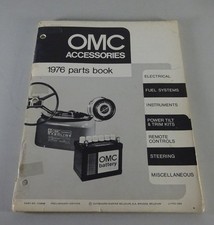 OMC
ACCESSORIES
1976 parts book
ELECTRICAL
FUEL SYSTEMS
INSTRUMENTS
POWER TILT
& TRIM KITS
REMOTE
CONTROLS
STEERING
MISCELLANEOUS
OMC
battery